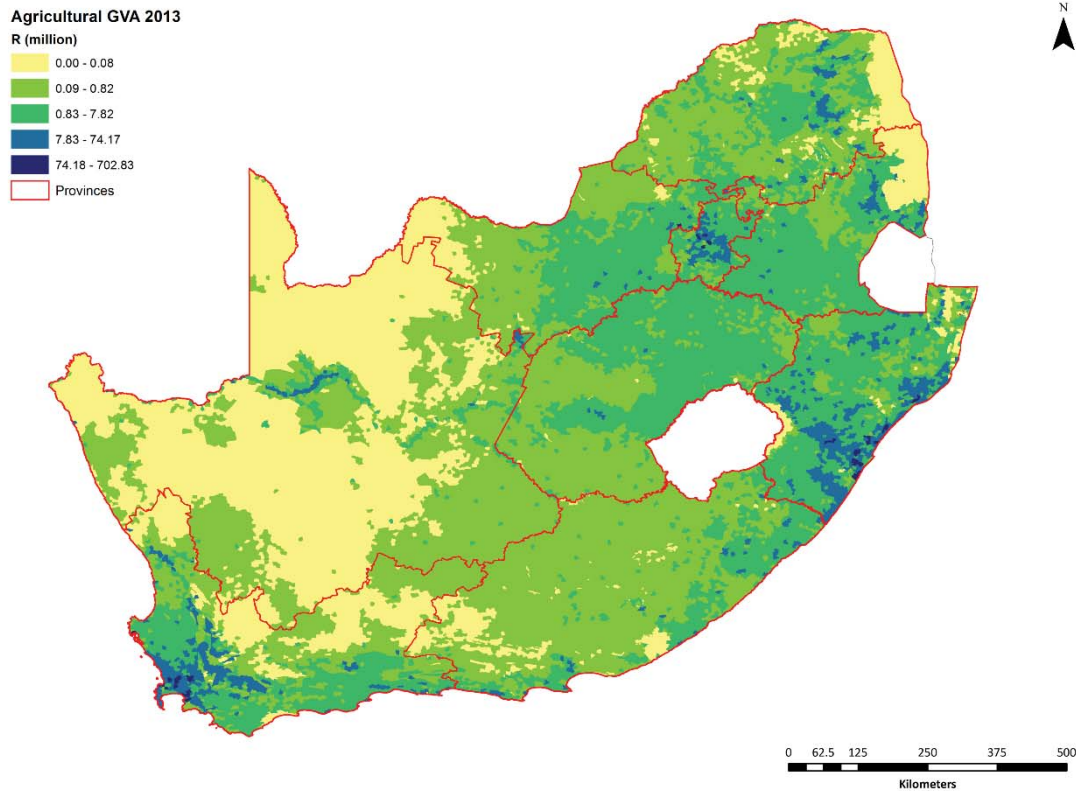 Agricultural GVA 2013
R (million)
0.00 - 0.08
0.09 - 0.82
0.83 - 7.82
7.83 - 74.17
74.18 - 702.83
Provinces
N
0 62.5 125 250 375 500
Kilometers